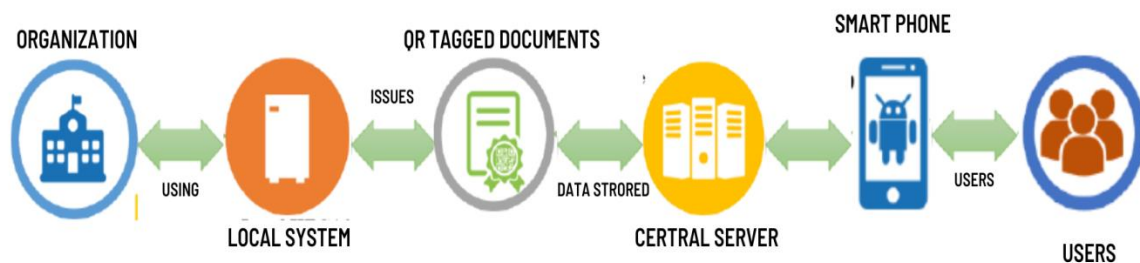 ORGANIZATION
QR TAGGED DOCUMENTS
SMART PHONE
ISSUES
USING
DATA STRORED
USERS
LOCAL SYSTEM
CERTRAL SERVER
USERS